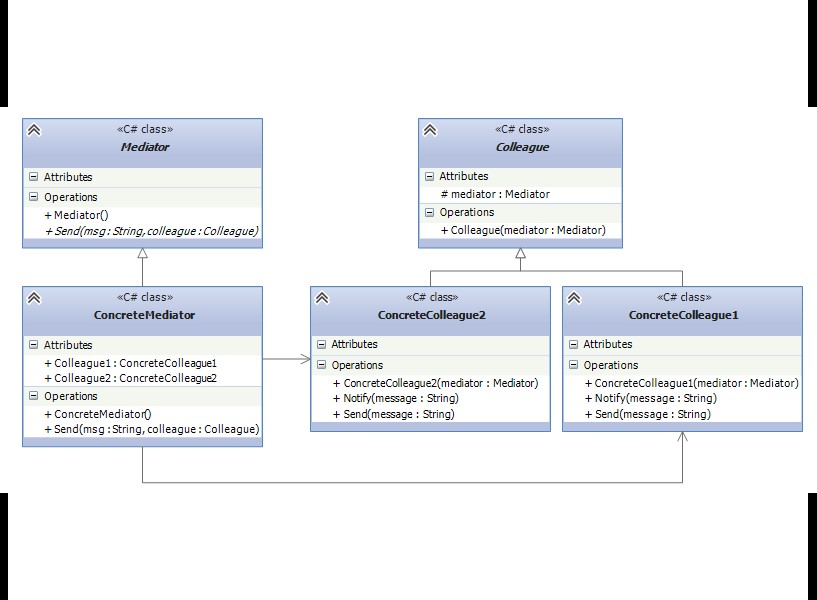 «C# class»
Mediator
Attributes
Operations
+ Mediator()
+ Send(msg : String, colleague : Colleague)
«C# class»
Colleague
Attributes
# mediator : Mediator
Operations
+ Colleague(mediator : Mediator)
«C# class»
ConcreteMediator
Attributes
+ Colleague1 : ConcreteColleague1
+ Colleague2 : ConcreteColleague2
Operations
+ ConcreteMediator()
+ Send(msg : String, colleague : Colleague)
«C# class»
ConcreteColleague2
Attributes
Operations
+ ConcreteColleague2(mediator : Mediator)
+ Notify(message : String)
+ Send(message : String)
«C# class»
ConcreteColleague1
Attributes
Operations
+ ConcreteColleague1(mediator : Mediator)
+ Notify(message : String)
+ Send(message : String)